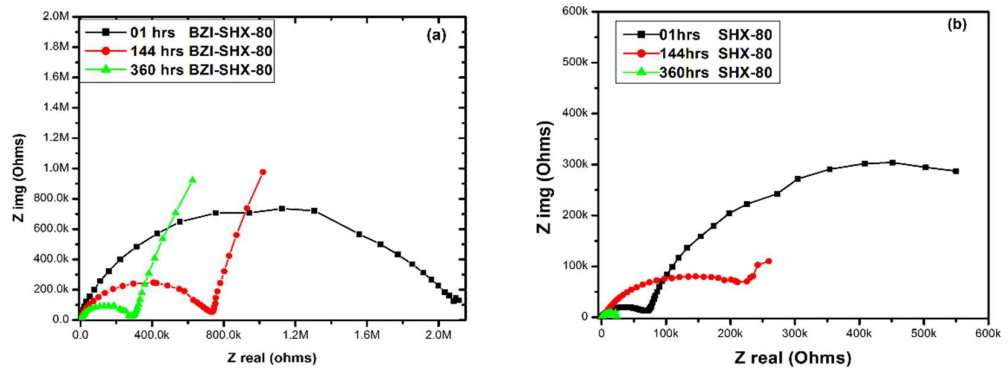 (a)
01 hrs BZI-SHX-80
144 hrs BZI-SHX-80
360 hrs BZI-SHX-80
2.0M
1.8M
1.6M
1.4M
1.2M
1.0M
800.0k
600.0k
400.0k
200.0k
0.0
Z img (Ohms)
0.0 400.0k 800.0k 1.2M 1.6M 2.0M
Z real (ohms)
(b)
01hrs SHX-80
144hrs SHX-80
360hrs SHX-80
600k
500k
400k
300k
200k
100k
0
Z img (Ohms)
0 100k 200k 300k 400k 500k 600k
Z real (Ohms)